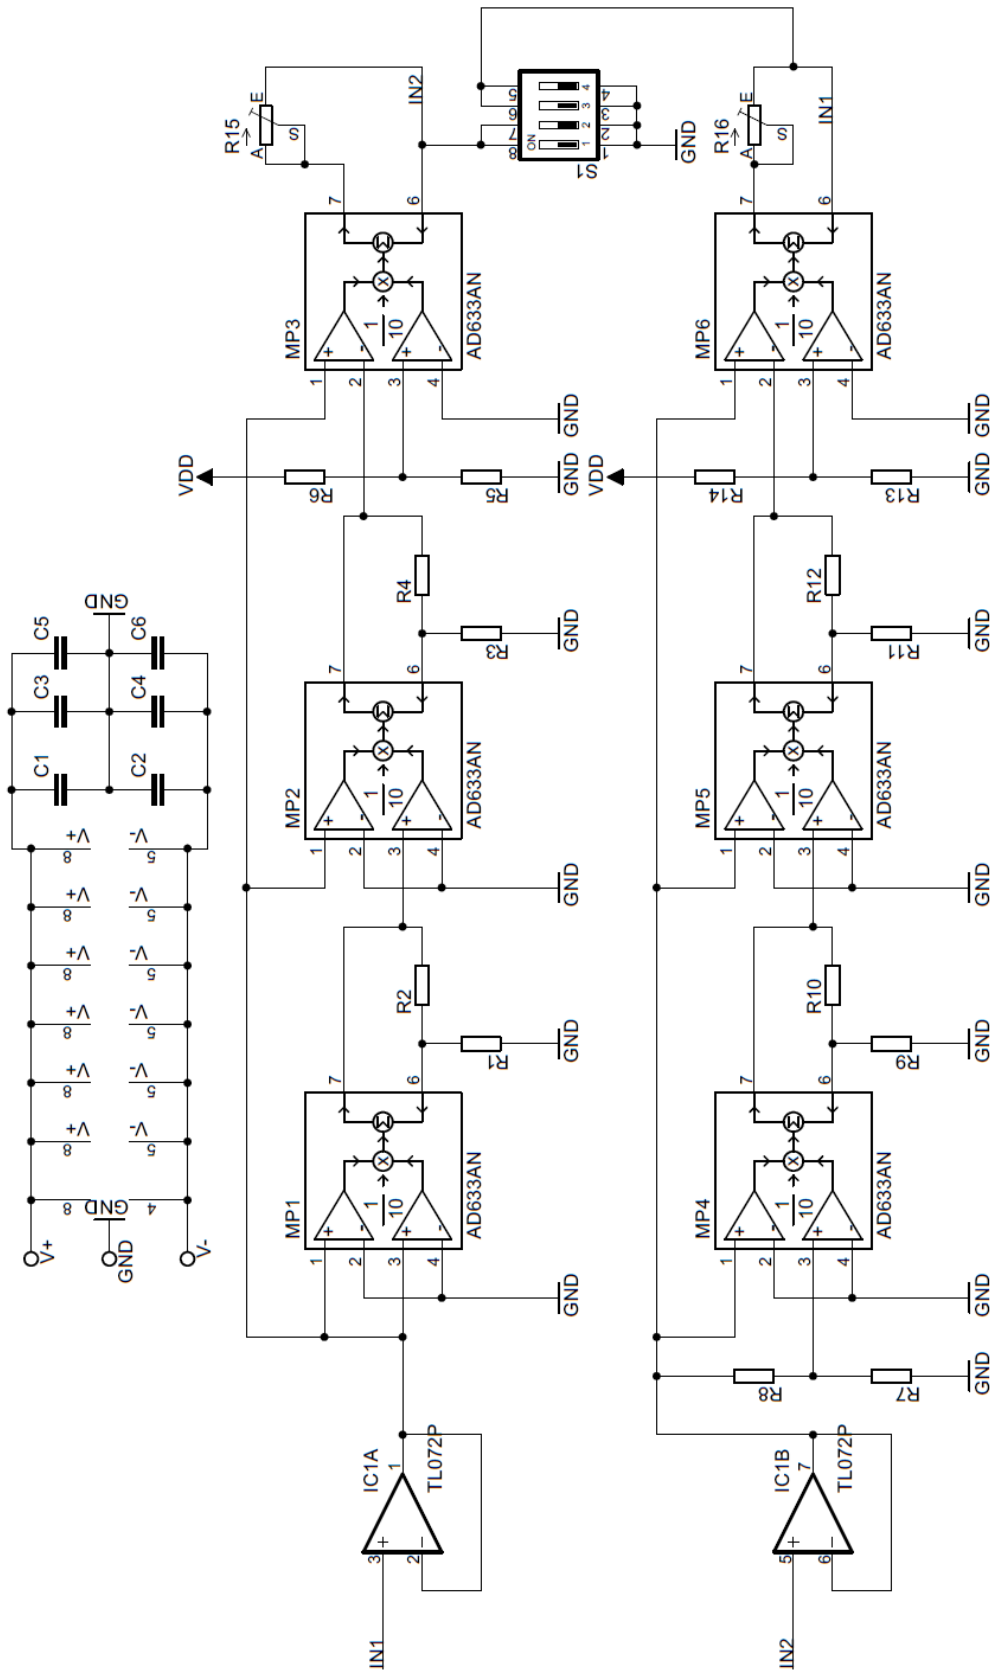 R15
A
E
S
IN2
7
6
MP3
1
10
AD633AN
1
2
3
4
GND
VDD
R6
R5
GND
R4
R3
GND
7
6
MP2
1
10
AD633AN
1
2
3
4
GND
R2
R1
GND
7
6
MP1
1
10
AD633AN
1
2
3
4
GND
IC1A
1
TL072P
3
2
+
-
IN1
S1
ON
1
2
3
4
8
7
6
5
1
2
3
4
GND
R16
A
E
S
IN1
7
6
MP6
1
10
AD633AN
1
2
3
4
GND
VDD
R14
R13
GND
R12
R11
GND
7
6
MP5
1
10
AD633AN
1
2
3
4
GND
R10
R9
GND
7
6
MP4
1
10
AD633AN
1
2
3
4
GND
R8
R7
GND
IC1B
7
TL072P
5
6
+
-
IN2
GND
C5
C6
C3
C4
C1
C2
V+
8
V-
5
V+
8
V-
5
V+
8
V-
5
V+
8
V-
5
V+
8
V-
5
V+
8
V-
5
8
GND
4
V+
GND
V-